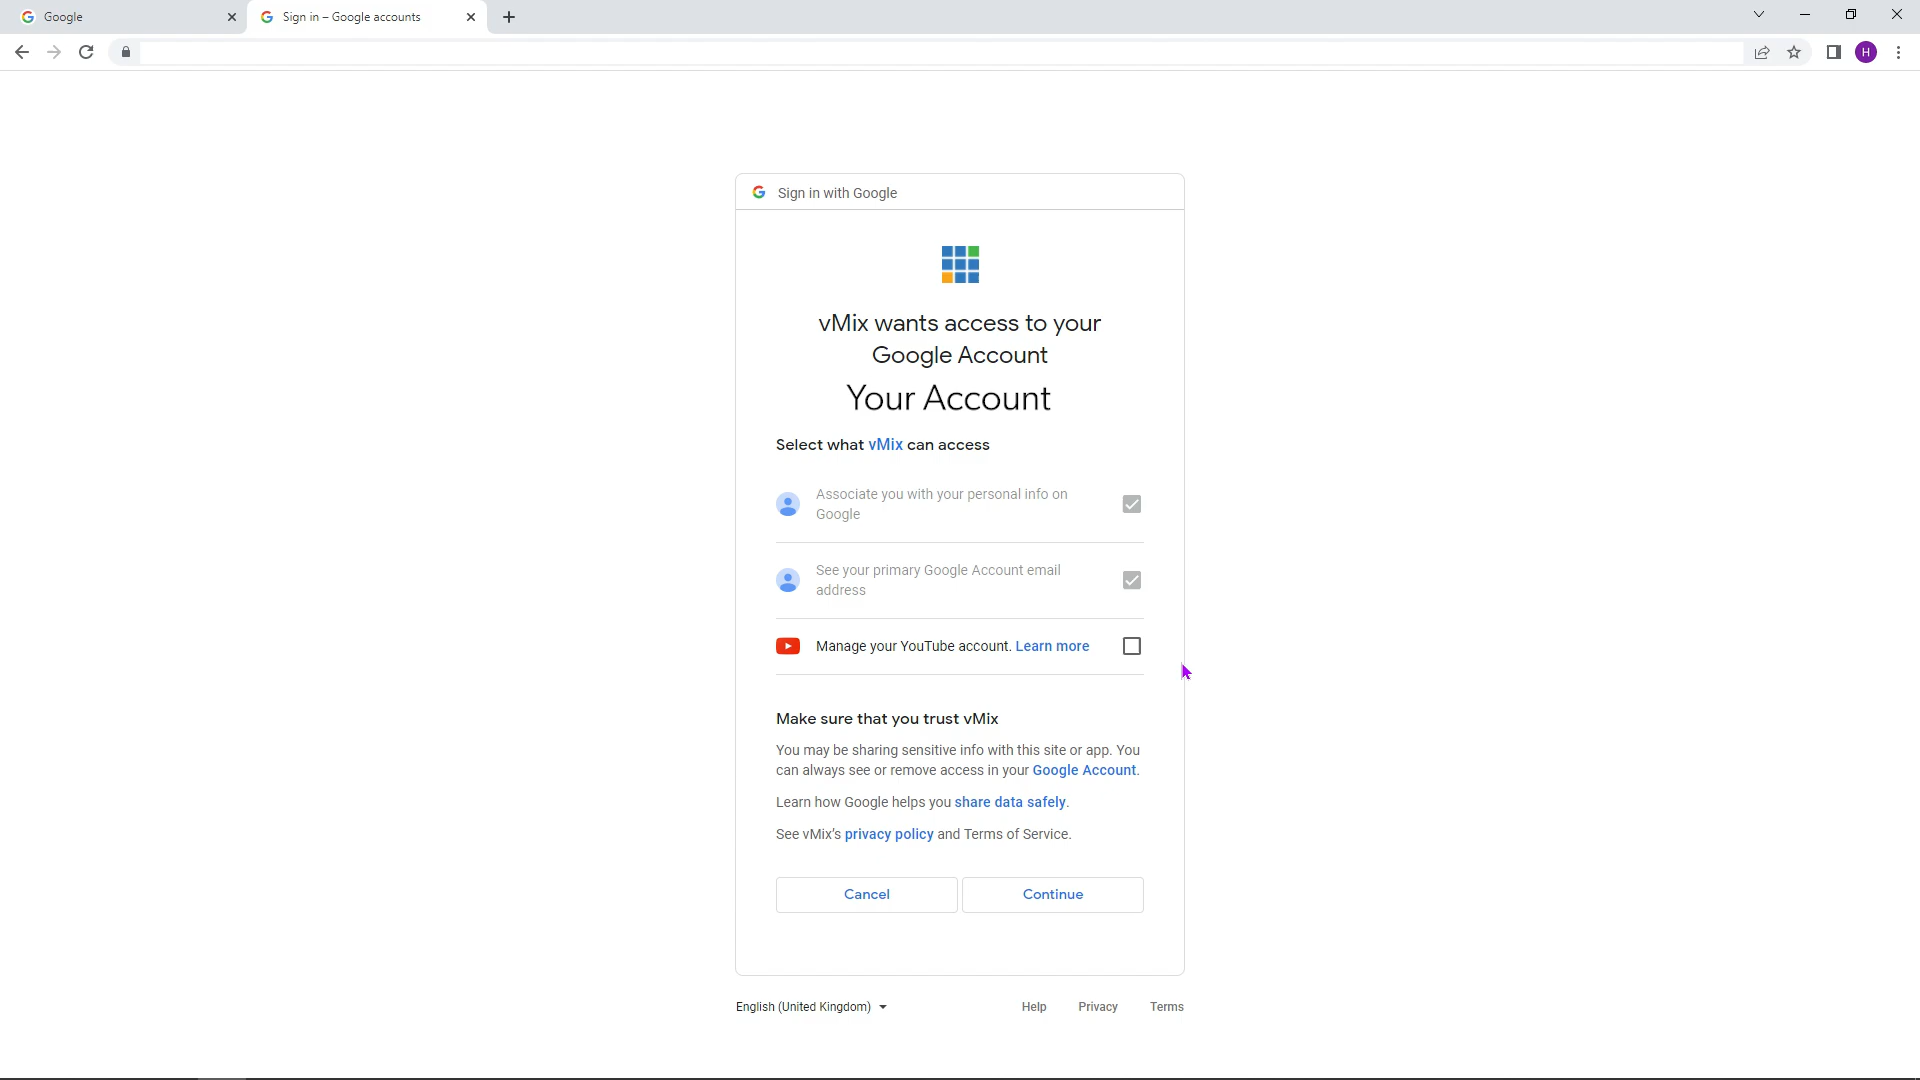 Google
Sign in – Google accounts
H
Sign in with Google
vMix wants access to your
Google Account
Your Account
Select what vMix can access
Associate you with your personal info on
Google
See your primary Google Account email
address
Manage your YouTube account. Learn more
Make sure that you trust vMix
You may be sharing sensitive info with this site or app. You
can always see or remove access in your Google Account.
Learn how Google helps you share data safely.
See vMix's privacy policy and Terms of Service.
Cancel
Continue
English (United Kingdom)
Help
Privacy
Terms